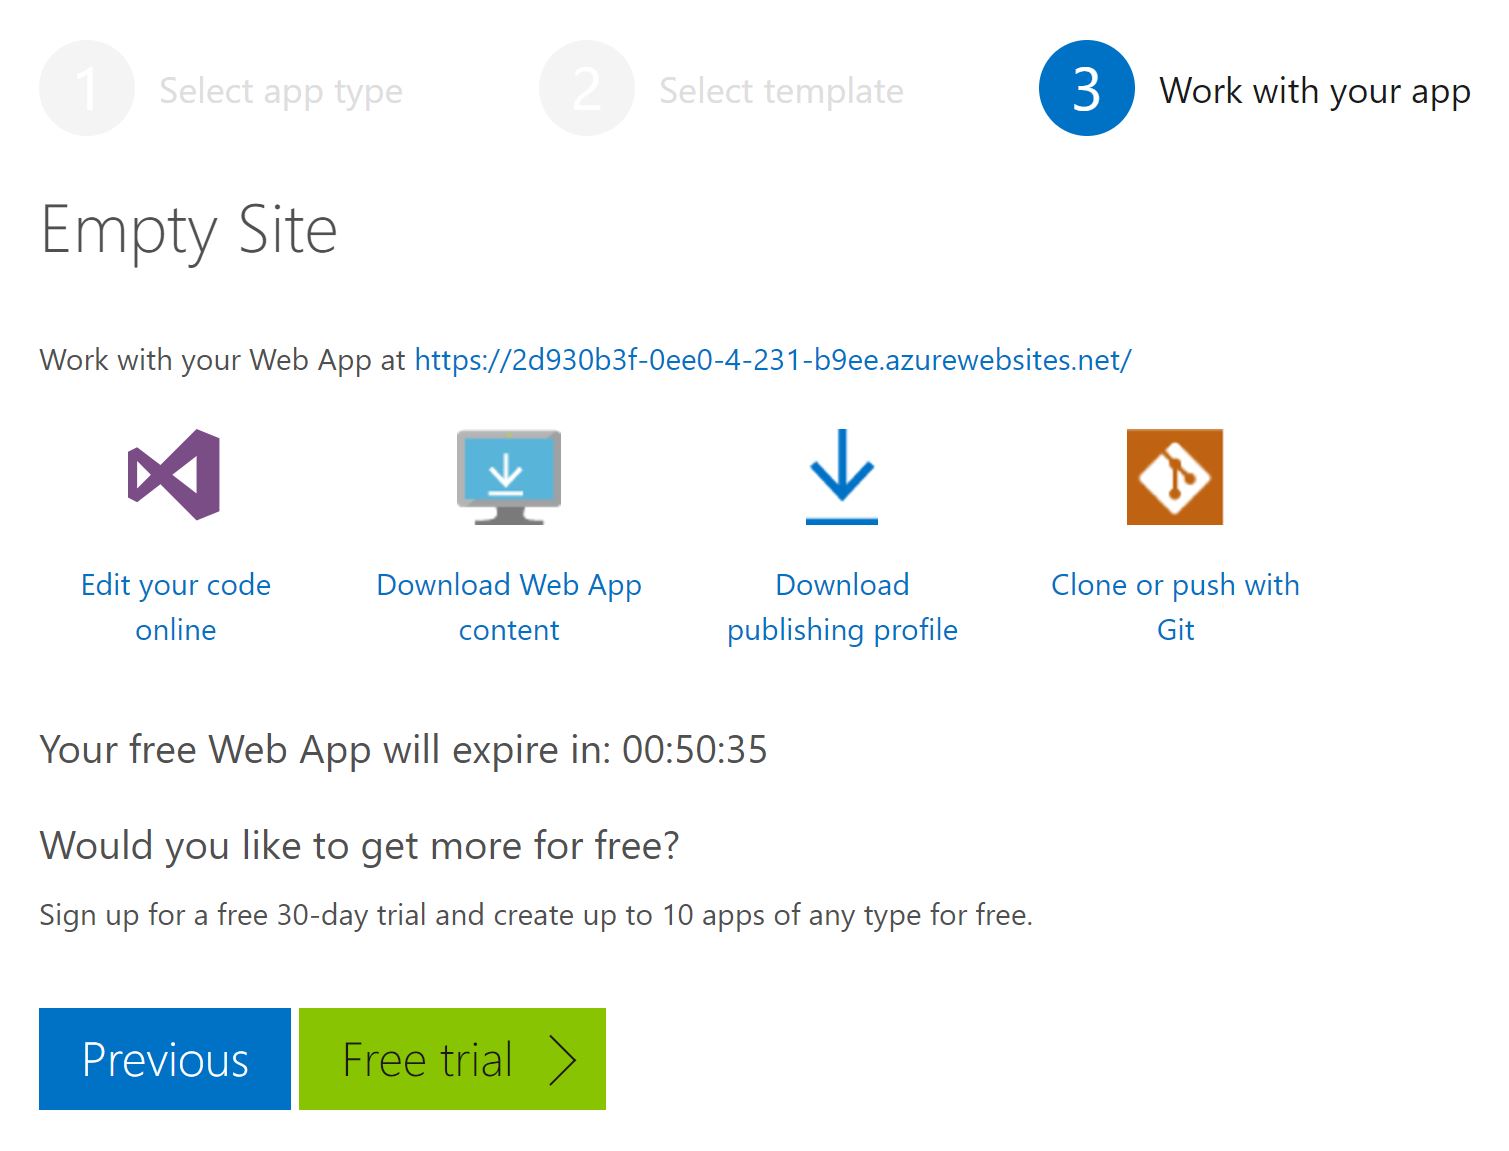 1 Select app type 2 Select template 3 Work with your app
Empty Site
Work with your Web App at https://2d930b3f-0ee0-4-231-b9ee.azurewebsites.net/
Edit your code
online
Download Web App
content
Download
publishing profile
Clone or push with
Git
Your free Web App will expire in: 00:50:35
Would you like to get more for free?
Sign up for a free 30-day trial and create up to 10 apps of any type for free.
Previous
Free trial